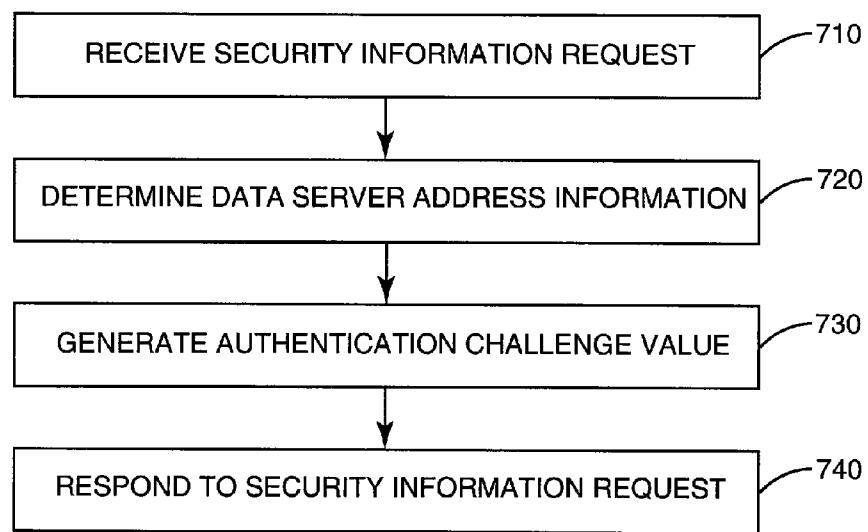 RECEIVE SECURITY INFORMATION REQUEST
710
DETERMINE DATA SERVER ADDRESS INFORMATION
720
GENERATE AUTHENTICATION CHALLENGE VALUE
730
RESPOND TO SECURITY INFORMATION REQUEST
740